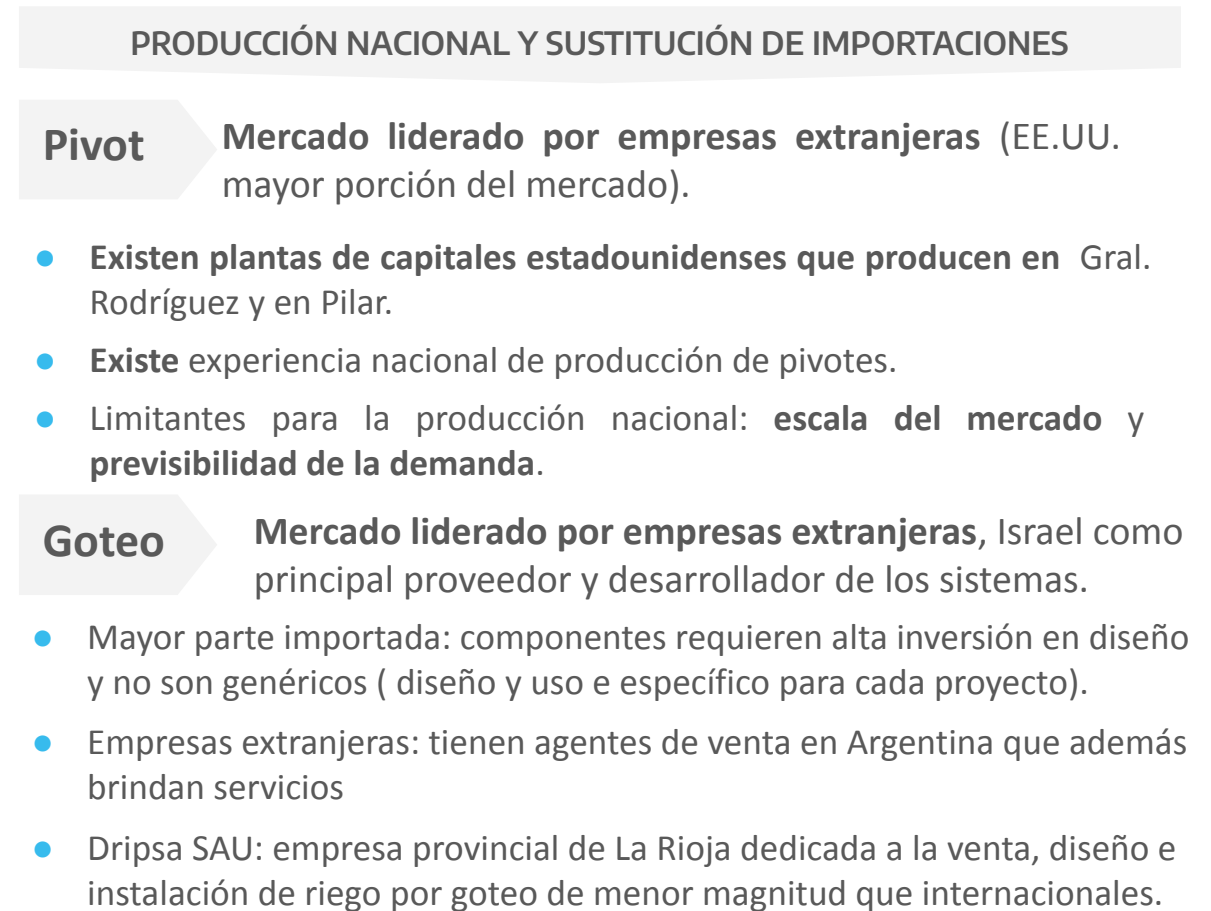 PRODUCCIÓN NACIONAL Y SUSTITUCIÓN DE IMPORTACIONES
Pivot
Mercado liderado por empresas extranjeras (EE.UU.
mayor porción del mercado).
● Existen plantas de capitales estadounidenses que producen en Gral.
Rodríguez y en Pilar.
● Existe experiencia nacional de producción de pivotes.
● Limitantes para la producción nacional: escala del mercado y
previsibilidad de la demanda.
Goteo
Mercado liderado por empresas extranjeras, Israel como
principal proveedor y desarrollador de los sistemas.
● Mayor parte importada: componentes requieren alta inversión en diseño
y no son genéricos ( diseño y uso e específico para cada proyecto).
● Empresas extranjeras: tienen agentes de venta en Argentina que además
brindan servicios
● Dripsa SAU: empresa provincial de La Rioja dedicada a la venta, diseño e
instalación de riego por goteo de menor magnitud que internacionales.